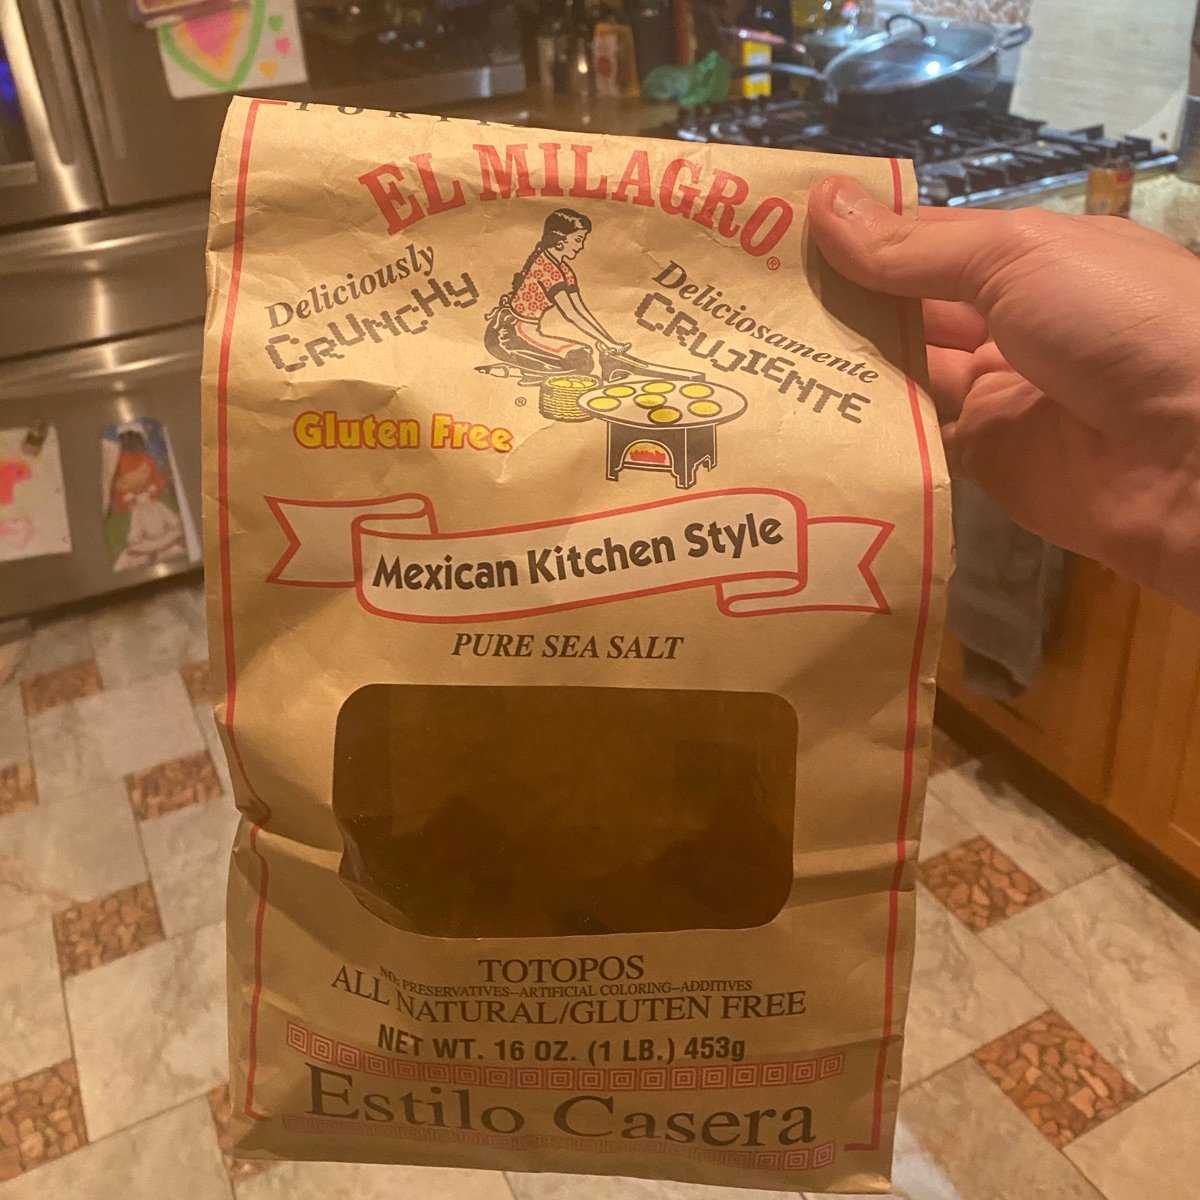 EL MILAGRO®
Deliciously
CRUNCHY
Deliciosamente
CRUJIENTE
®
Gluten Free
Mexican Kitchen Style
PURE SEA SALT
TOTOPOS
NO: PRESERVATIVES–ARTIFICIAL COLORING–ADDITIVES
ALL NATURAL/GLUTEN FREE
NET WT. 16 OZ. (1 LB.) 453g
Estilo Casera